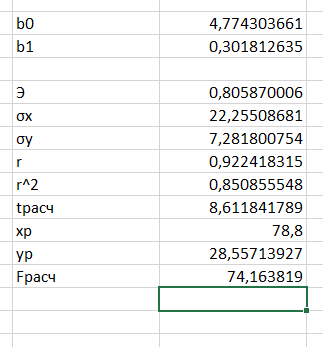 b0 4,774303661
b1 0,301812635
Э 0,805870006
σx 22,25508681
σy 7,281800754
r 0,922418315
r^2 0,850855548
tрасч 8,611841789
xp 78,8
yp 28,55713927
Fрасч 74,163819